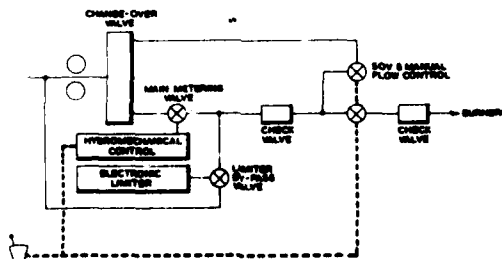 CHANGE-OVER
VALVE
SOV & MANUAL
FLOW CONTROL
MAIN METERING
VALVE
BURNERS
CHECK
VALVE
CHECK
VALVE
HYDROMECHANICAL
CONTROL
ELECTRONIC
LIMITER
LIMITER
BY-PASS
VALVE